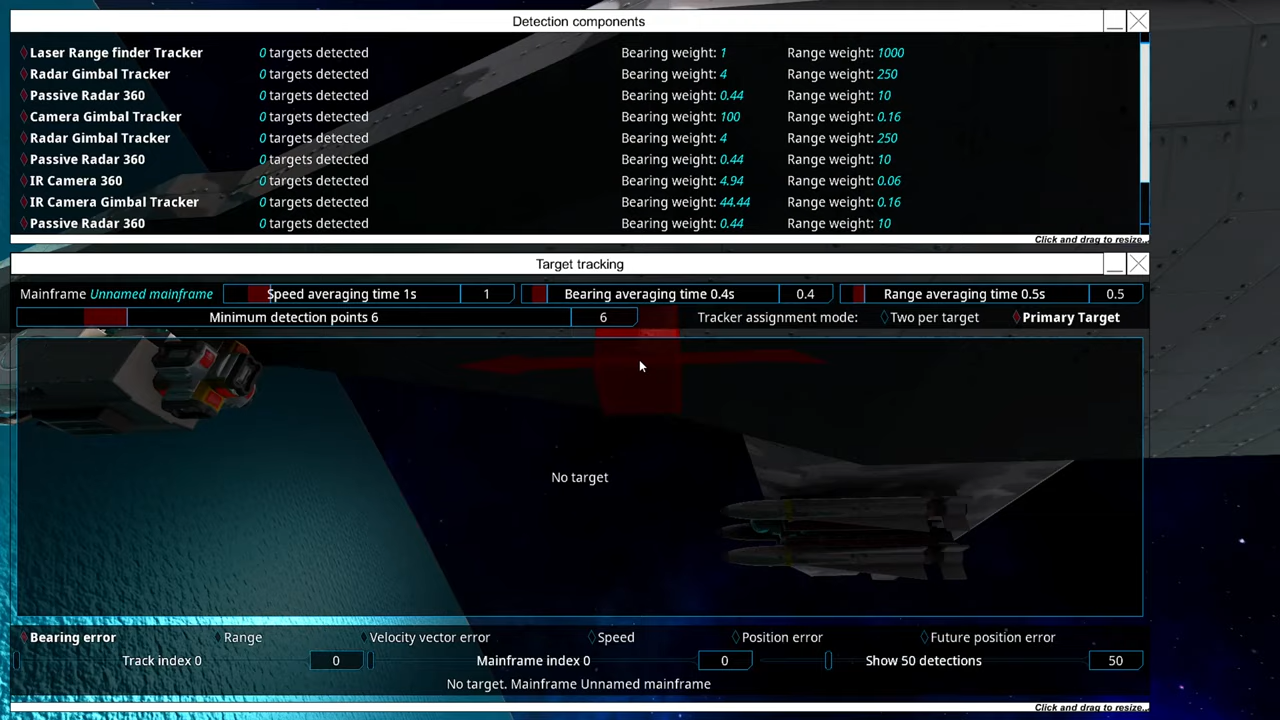 Detection components
Laser Range finder Tracker 0 targets detected Bearing weight: 1 Range weight: 1000
Radar Gimbal Tracker 0 targets detected Bearing weight: 4 Range weight: 250
Passive Radar 360 0 targets detected Bearing weight: 0.44 Range weight: 10
Camera Gimbal Tracker 0 targets detected Bearing weight: 100 Range weight: 0.16
Radar Gimbal Tracker 0 targets detected Bearing weight: 4 Range weight: 250
Passive Radar 360 0 targets detected Bearing weight: 0.44 Range weight: 10
IR Camera 360 0 targets detected Bearing weight: 4.94 Range weight: 0.06
IR Camera Gimbal Tracker 0 targets detected Bearing weight: 44.44 Range weight: 0.16
Passive Radar 360 0 targets detected Bearing weight: 0.44 Range weight: 10
Click and drag to resize..
Target tracking
Mainframe Unnamed mainframe Speed averaging time 1s 1 Bearing averaging time 0.4s 0.4 Range averaging time 0.5s 0.5
Minimum detection points 6 6 Tracker assignment mode: Two per target Primary Target
No target
Bearing error Range Velocity vector error Speed Position error Future position error
Track index 0 0 Mainframe index 0 0 Show 50 detections 50
No target. Mainframe Unnamed mainframe
Click and drag to resize..